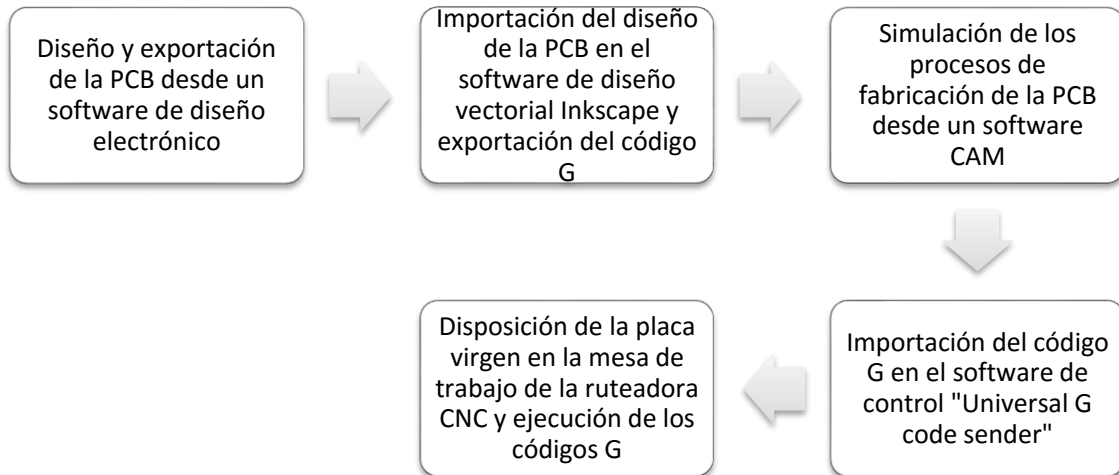 Diseño y exportación
de la PCB desde un
software de diseño
electrónico
Importación del diseño
de la PCB en el
software de diseño
vectorial Inkscape y
exportación del código
G
Simulación de los
procesos de
fabricación de la PCB
desde un software
CAM
Importación del código
G en el software de
control "Universal G
code sender"
Disposición de la placa
virgen en la mesa de
trabajo de la ruteadora
CNC y ejecución de los
códigos G